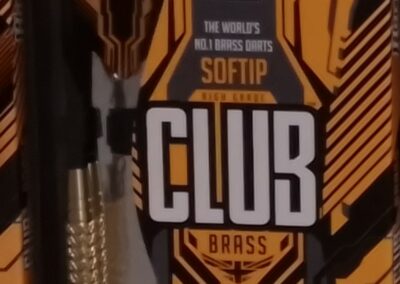 THE WORLD'S
NO.1 BRASS DARTS
SOFTIP
HIGH GRADE
CLUB
BRASS